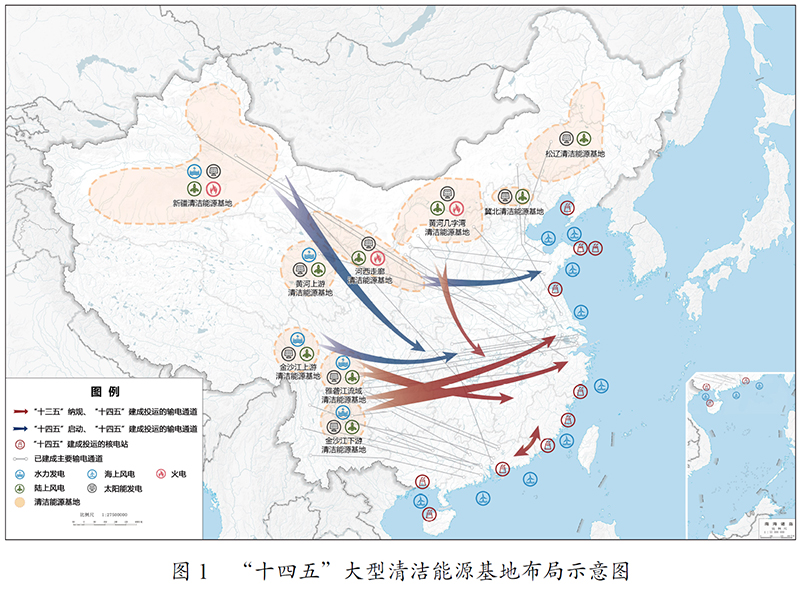 新疆清洁能源基地
松辽清洁能源基地
冀北清洁能源基地
黄河几字湾
清洁能源基地
河西走廊
清洁能源基地
黄河上游
清洁能源基地
金沙江上游
清洁能源基地
雅砻江流域
清洁能源基地
金沙江下游
清洁能源基地
图 例
“十三五”纳规、“十四五”建成投运的输电通道
“十四五”启动、“十四五”建成投运的输电通道
“十四五”建成投运的核电站
已建成主要输电通道
水力发电
海上风电
火电
陆上风电
太阳能发电
清洁能源基地
比例尺
南海诸岛
图 1 “十四五”大型清洁能源基地布局示意图